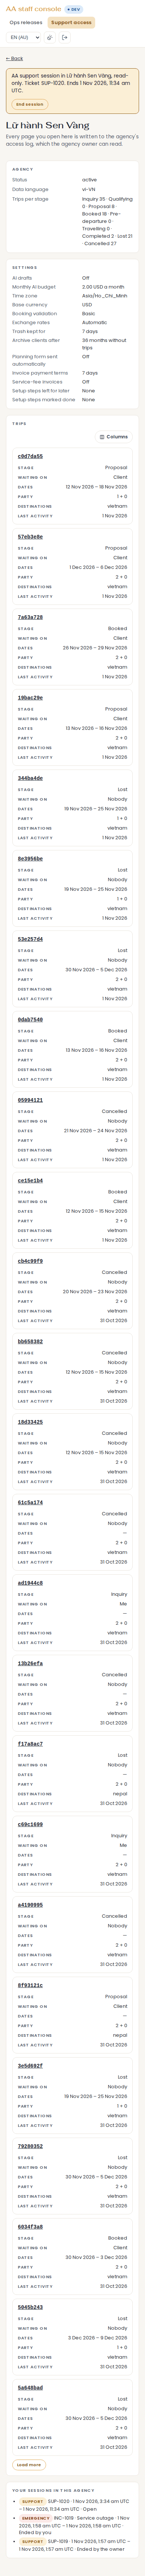 AA staff console • DEV
Ops releases Support access
EN (AU)
← Back
AA support session in Lữ hành Sen Vàng, read-
only. Ticket SUP-1020. Ends 1 Nov 2026, 11:34 am
UTC.
End session
Lữ hành Sen Vàng
Every page you open here is written to the agency's
access log, which the agency owner can read.
AGENCY
Status active
Data language vi-VN
Trips per stage Inquiry 35 · Qualifying
0 · Proposal 8 ·
Booked 18 · Pre-
departure 0 ·
Travelling 0 ·
Completed 2 · Lost 21
· Cancelled 27
SETTINGS
AI drafts Off
Monthly AI budget 2.00 USD a month
Time zone Asia/Ho_Chi_Minh
Base currency USD
Booking validation Basic
Exchange rates Automatic
Trash kept for 7 days
Archive clients after 36 months without
trips
Planning form sent Off
automatically
Invoice payment terms 7 days
Service-fee invoices Off
Setup steps left for later None
Setup steps marked done None
TRIPS
Columns
c0d7da55
STAGE Proposal
WAITING ON Client
DATES 12 Nov 2026 – 18 Nov 2026
PARTY 1 + 0
DESTINATIONS vietnam
LAST ACTIVITY 1 Nov 2026
57eb3e8e
STAGE Proposal
WAITING ON Client
DATES 1 Dec 2026 – 6 Dec 2026
PARTY 2 + 0
DESTINATIONS vietnam
LAST ACTIVITY 1 Nov 2026
7a63a728
STAGE Booked
WAITING ON Client
DATES 26 Nov 2026 – 29 Nov 2026
PARTY 2 + 0
DESTINATIONS vietnam
LAST ACTIVITY 1 Nov 2026
19bac29e
STAGE Proposal
WAITING ON Client
DATES 13 Nov 2026 – 16 Nov 2026
PARTY 2 + 0
DESTINATIONS vietnam
LAST ACTIVITY 1 Nov 2026
344ba4de
STAGE Lost
WAITING ON Nobody
DATES 19 Nov 2026 – 25 Nov 2026
PARTY 1 + 0
DESTINATIONS vietnam
LAST ACTIVITY 1 Nov 2026
8e3956be
STAGE Lost
WAITING ON Nobody
DATES 19 Nov 2026 – 25 Nov 2026
PARTY 1 + 0
DESTINATIONS vietnam
LAST ACTIVITY 1 Nov 2026
53e257d4
STAGE Lost
WAITING ON Nobody
DATES 30 Nov 2026 – 5 Dec 2026
PARTY 2 + 0
DESTINATIONS vietnam
LAST ACTIVITY 1 Nov 2026
0dab7548
STAGE Booked
WAITING ON Client
DATES 13 Nov 2026 – 16 Nov 2026
PARTY 2 + 0
DESTINATIONS vietnam
LAST ACTIVITY 1 Nov 2026
05994121
STAGE Cancelled
WAITING ON Nobody
DATES 21 Nov 2026 – 24 Nov 2026
PARTY 2 + 0
DESTINATIONS vietnam
LAST ACTIVITY 1 Nov 2026
ce15e1b4
STAGE Booked
WAITING ON Client
DATES 12 Nov 2026 – 15 Nov 2026
PARTY 2 + 0
DESTINATIONS vietnam
LAST ACTIVITY 1 Nov 2026
cb4c99f9
STAGE Cancelled
WAITING ON Nobody
DATES 20 Nov 2026 – 23 Nov 2026
PARTY 2 + 0
DESTINATIONS vietnam
LAST ACTIVITY 31 Oct 2026
bb658382
STAGE Cancelled
WAITING ON Nobody
DATES 12 Nov 2026 – 15 Nov 2026
PARTY 2 + 0
DESTINATIONS vietnam
LAST ACTIVITY 31 Oct 2026
18d33425
STAGE Cancelled
WAITING ON Nobody
DATES 12 Nov 2026 – 15 Nov 2026
PARTY 2 + 0
DESTINATIONS vietnam
LAST ACTIVITY 31 Oct 2026
61c5a174
STAGE Cancelled
WAITING ON Nobody
DATES —
PARTY 2 + 0
DESTINATIONS vietnam
LAST ACTIVITY 31 Oct 2026
ad1944c8
STAGE Inquiry
WAITING ON Me
DATES —
PARTY 2 + 0
DESTINATIONS vietnam
LAST ACTIVITY 31 Oct 2026
13b26efa
STAGE Cancelled
WAITING ON Nobody
DATES —
PARTY 2 + 0
DESTINATIONS vietnam
LAST ACTIVITY 31 Oct 2026
f17a8ac7
STAGE Lost
WAITING ON Nobody
DATES —
PARTY 2 + 0
DESTINATIONS nepal
LAST ACTIVITY 31 Oct 2026
c69c1609
STAGE Inquiry
WAITING ON Me
DATES —
PARTY 2 + 0
DESTINATIONS vietnam
LAST ACTIVITY 31 Oct 2026
a4190995
STAGE Cancelled
WAITING ON Nobody
DATES —
PARTY 2 + 0
DESTINATIONS vietnam
LAST ACTIVITY 31 Oct 2026
8f93121c
STAGE Proposal
WAITING ON Client
DATES —
PARTY 2 + 0
DESTINATIONS nepal
LAST ACTIVITY 31 Oct 2026
3e5d692f
STAGE Lost
WAITING ON Nobody
DATES 19 Nov 2026 – 25 Nov 2026
PARTY 1 + 0
DESTINATIONS vietnam
LAST ACTIVITY 31 Oct 2026
79280352
STAGE Lost
WAITING ON Nobody
DATES 30 Nov 2026 – 5 Dec 2026
PARTY 2 + 0
DESTINATIONS vietnam
LAST ACTIVITY 31 Oct 2026
6034f3a8
STAGE Booked
WAITING ON Client
DATES 30 Nov 2026 – 3 Dec 2026
PARTY 2 + 0
DESTINATIONS vietnam
LAST ACTIVITY 31 Oct 2026
5045b243
STAGE Lost
WAITING ON Nobody
DATES 3 Dec 2026 – 9 Dec 2026
PARTY 1 + 0
DESTINATIONS vietnam
LAST ACTIVITY 31 Oct 2026
5a648bad
STAGE Lost
WAITING ON Nobody
DATES 30 Nov 2026 – 5 Dec 2026
PARTY 2 + 0
DESTINATIONS vietnam
LAST ACTIVITY 31 Oct 2026
Load more
YOUR SESSIONS IN THIS AGENCY
SUPPORT SUP-1020 · 1 Nov 2026, 3:34 am UTC
– 1 Nov 2026, 11:34 am UTC · Open
EMERGENCY INC-1019 · Service outage · 1 Nov
2026, 1:58 am UTC – 1 Nov 2026, 1:58 am UTC ·
Ended by you
SUPPORT SUP-1018 · 1 Nov 2026, 1:57 am UTC –
1 Nov 2026, 1:57 am UTC · Ended by the owner